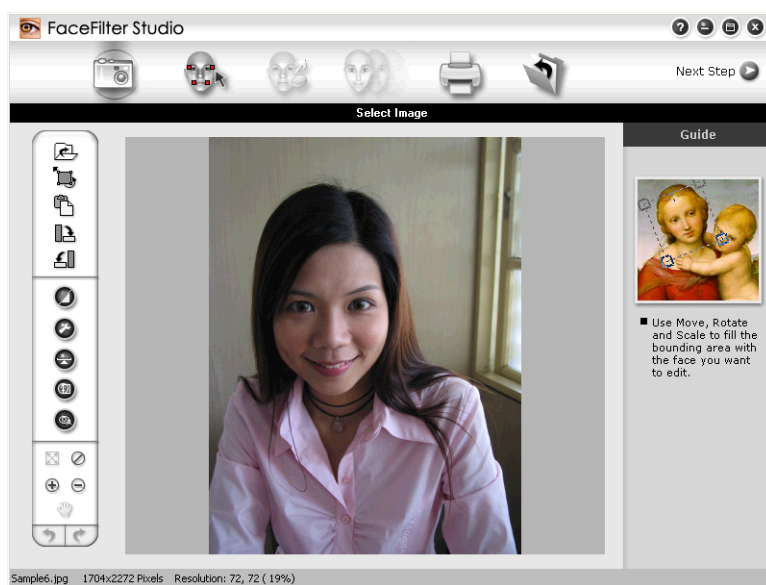 FaceFilter Studio
Next Step
Select Image
Guide
Use Move, Rotate
and Scale to fill the
bounding area with
the face you want
to edit.
Sample6.jpg 1704x2272 Pixels Resolution: 72, 72 ( 19%)